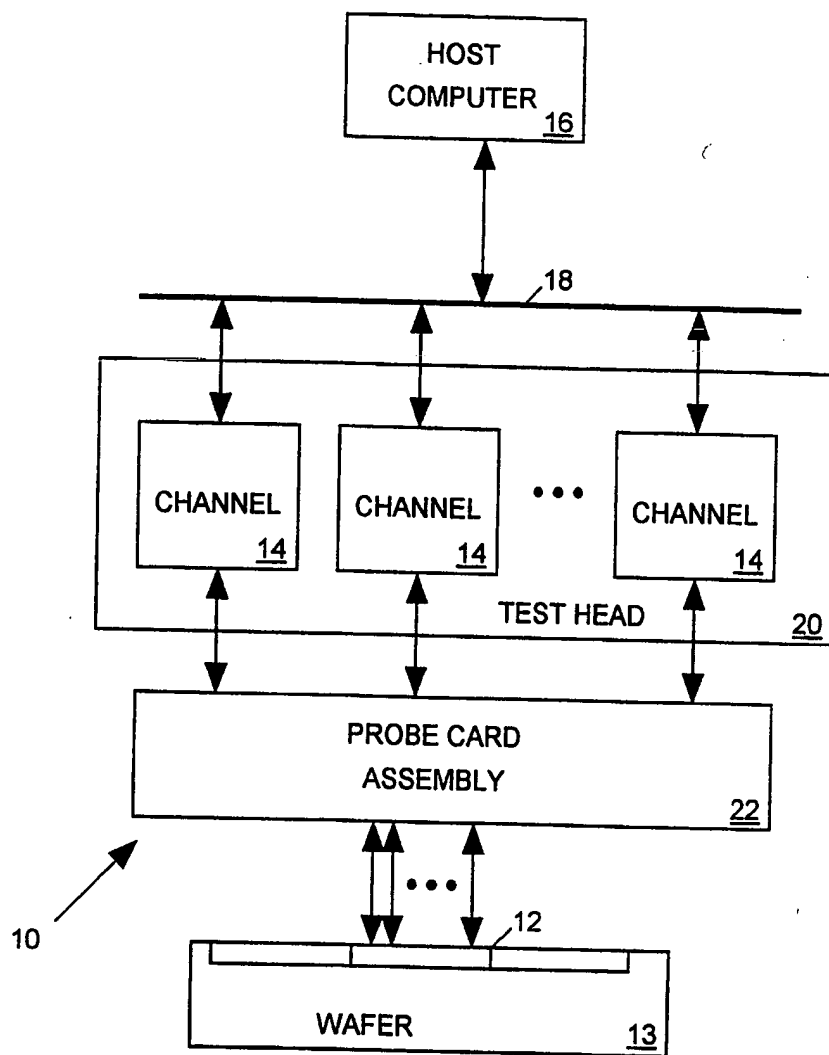 HOST
COMPUTER
16
18
CHANNEL
14
CHANNEL
14
CHANNEL
14
TEST HEAD
20
PROBE CARD
ASSEMBLY
22
10
12
WAFER
13